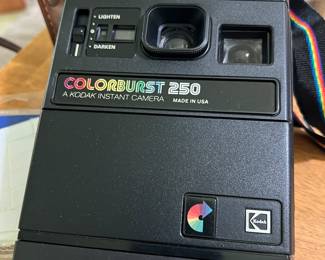 LIGHTEN
DARKEN
COLORBURST 250
A KODAK INSTANT CAMERA MADE IN USA
Kodak